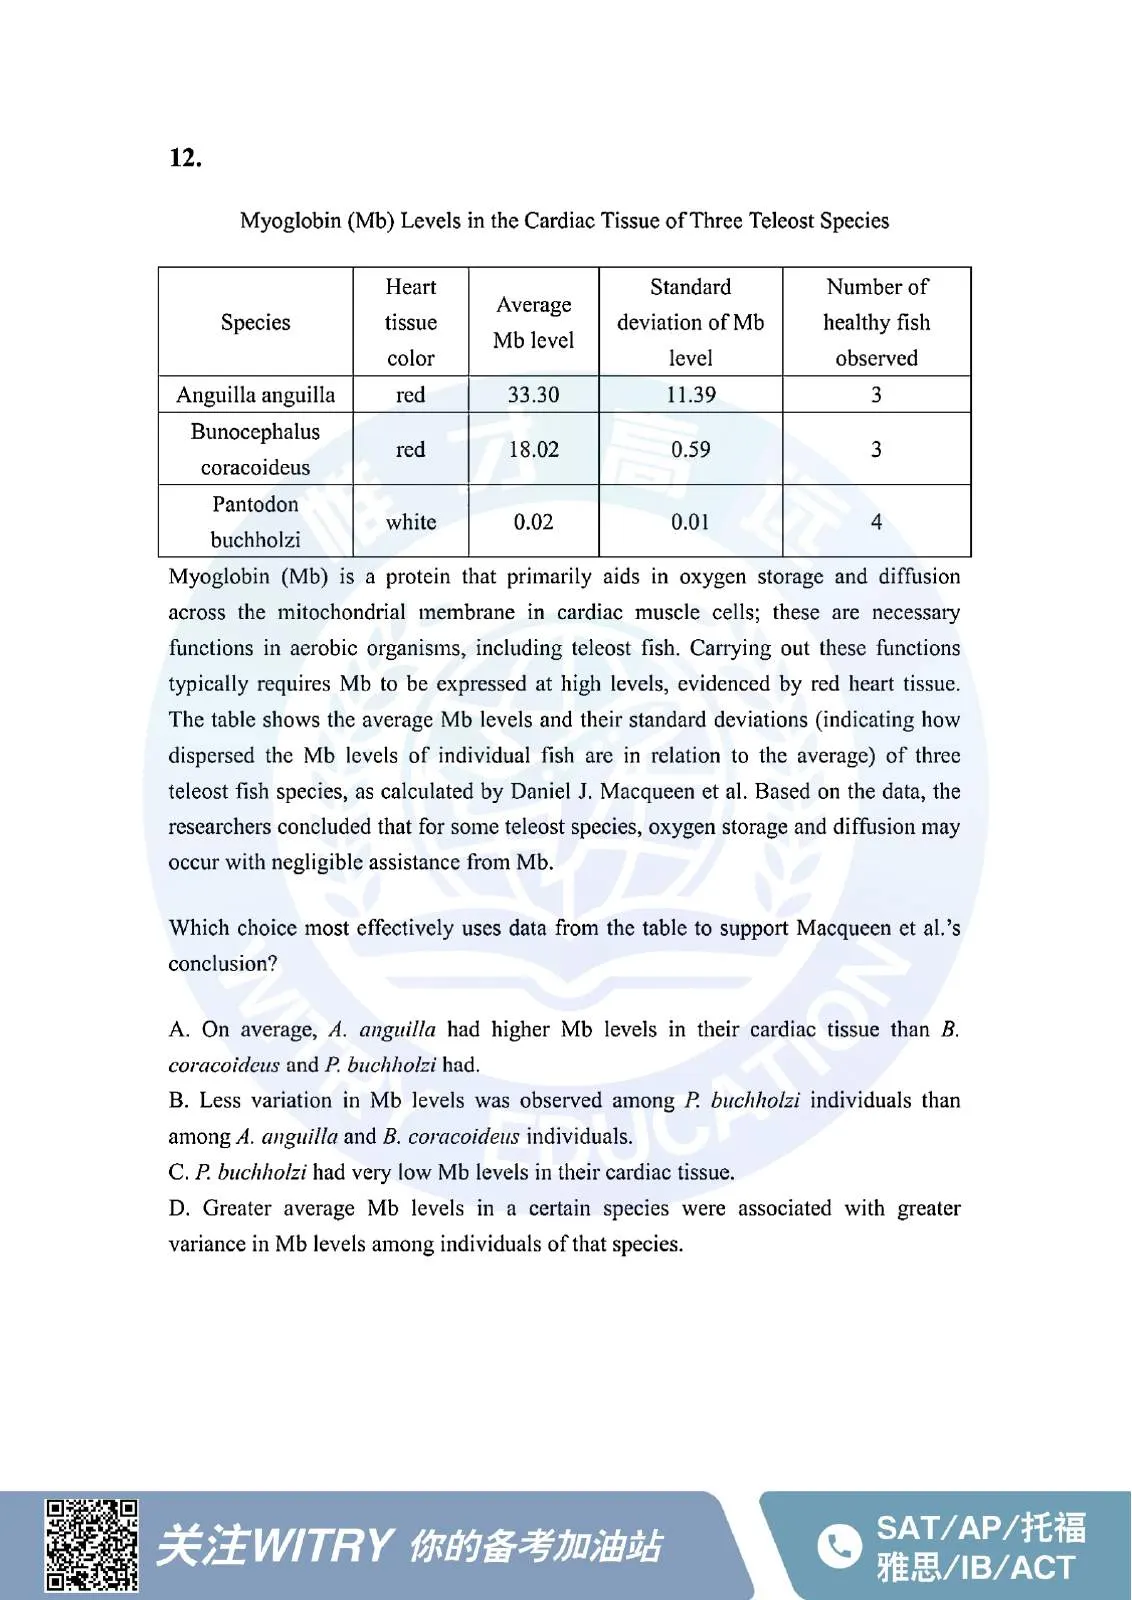 12.
Myoglobin (Mb) Levels in the Cardiac Tissue of Three Teleost Species
Species
Heart tissue color
Average Mb level
Standard deviation of Mb level
Number of healthy fish observed
Anguilla anguilla red 33.30 11.39 3
Bunocephalus coracoideus red 18.02 0.59 3
Pantodon buchholzi white 0.02 0.01 4
Myoglobin (Mb) is a protein that primarily aids in oxygen storage and diffusion
across the mitochondrial membrane in cardiac muscle cells; these are necessary
functions in aerobic organisms, including teleost fish. Carrying out these functions
typically requires Mb to be expressed at high levels, evidenced by red heart tissue.
The table shows the average Mb levels and their standard deviations (indicating how
dispersed the Mb levels of individual fish are in relation to the average) of three
teleost fish species, as calculated by Daniel J. Macqueen et al. Based on the data, the
researchers concluded that for some teleost species, oxygen storage and diffusion may
occur with negligible assistance from Mb.
Which choice most effectively uses data from the table to support Macqueen et al.'s
conclusion?
A. On average, A. anguilla had higher Mb levels in their cardiac tissue than B.
coracoideus and P. buchholzi had.
B. Less variation in Mb levels was observed among P. buchholzi individuals than
among A. anguilla and B. coracoideus individuals.
C. P. buchholzi had very low Mb levels in their cardiac tissue.
D. Greater average Mb levels in a certain species were associated with greater
variance in Mb levels among individuals of that species.
惟才高远
WITRY EDUCATION
关注WITRY 你的备考加油站
SAT/AP/托福
雅思/IB/ACT